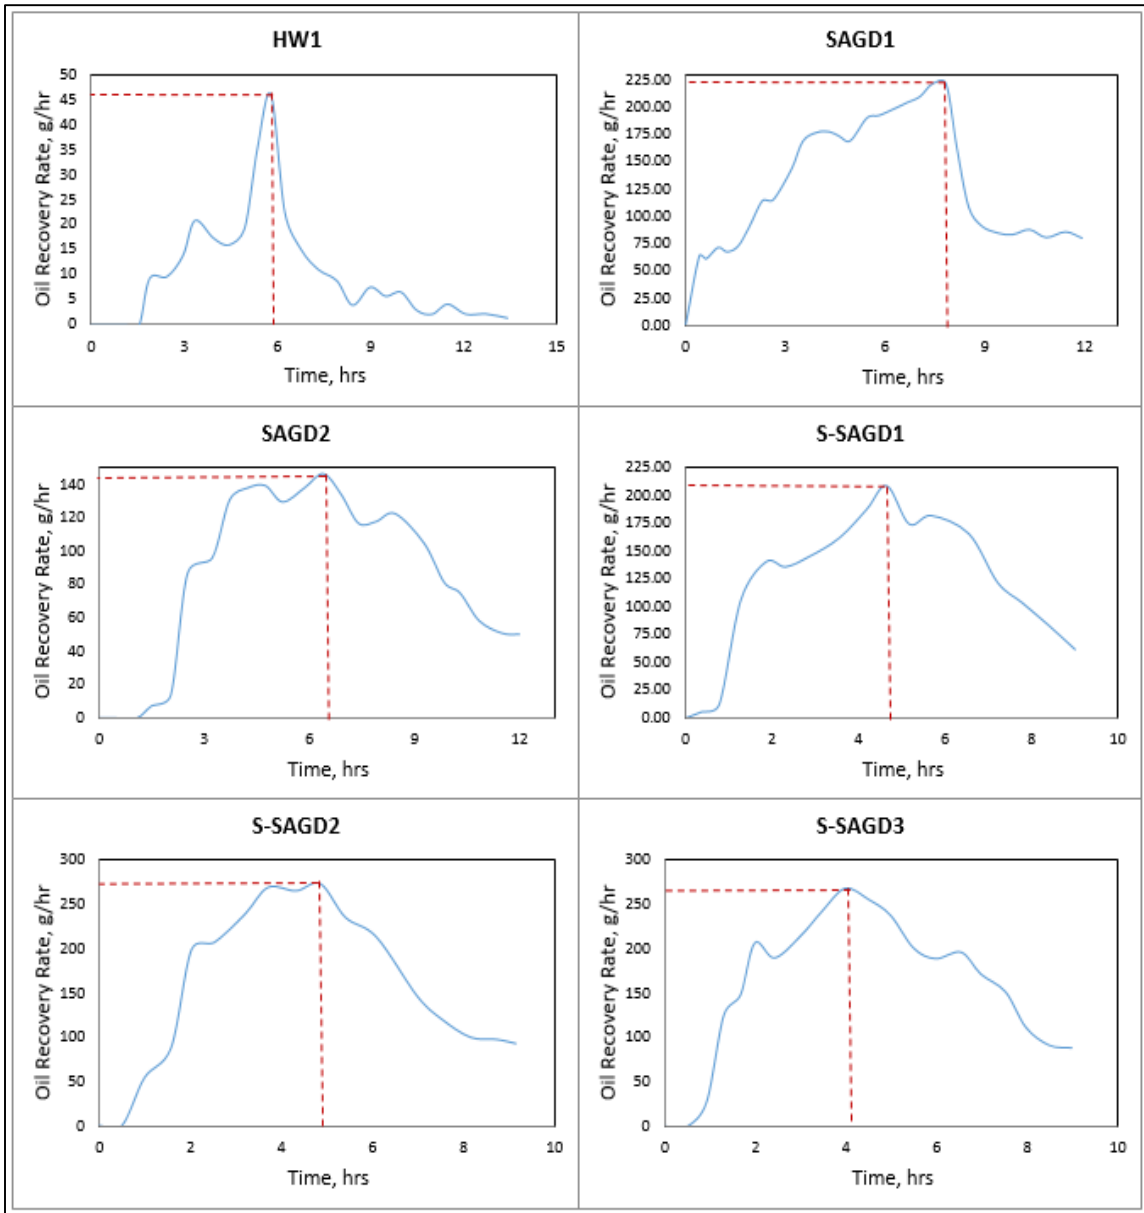 HW1
Oil Recovery Rate, g/hr
50
45
40
35
30
25
20
15
10
5
0
0 3 6 9 12 15
Time, hrs
SAGD1
Oil Recovery Rate, g/hr
225.00
200.00
175.00
150.00
125.00
100.00
75.00
50.00
25.00
0.00
0 3 6 9 12
Time, hrs
SAGD2
Oil Recovery Rate, g/hr
140
120
100
80
60
40
20
0
0 3 6 9 12
Time, hrs
S-SAGD1
Oil Recovery Rate, g/hr
225.00
200.00
175.00
150.00
125.00
100.00
75.00
50.00
25.00
0.00
0 2 4 6 8 10
Time, hrs
S-SAGD2
Oil Recovery Rate, g/hr
300
250
200
150
100
50
0
0 2 4 6 8 10
Time, hrs
S-SAGD3
Oil Recovery Rate, g/hr
300
250
200
150
100
50
0
0 2 4 6 8 10
Time, hrs